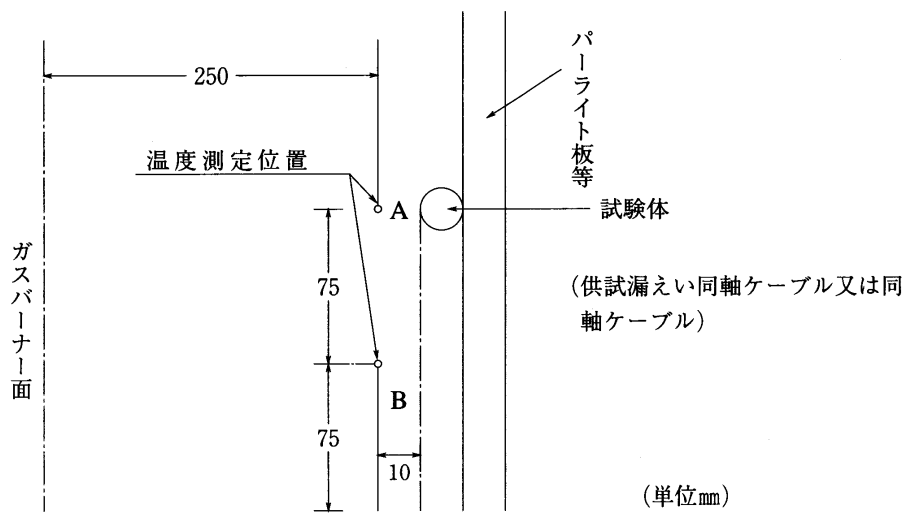 250
パーライト板等
温度測定位置
A
試験体
ガスバーナー面
75
(供試漏えい同軸ケーブル又は同
軸ケーブル)
B
75
10
(単位㎜)